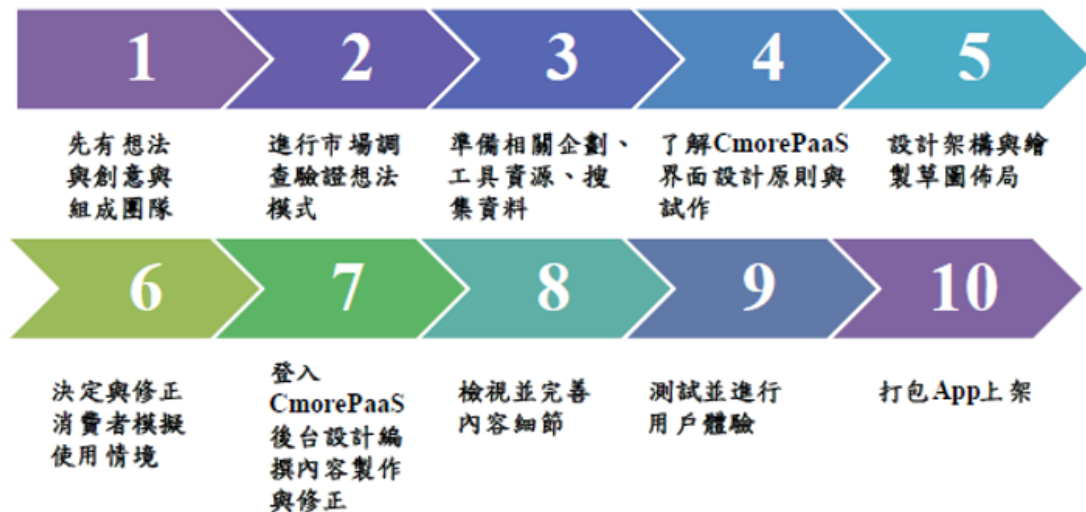 1
先有想法
與創意與
組成團隊
2
進行市場調
查驗證想法
模式
3
準備相關企劃、
工具資源、搜
集資料
4
了解CmorePaaS
界面設計原則與
試作
5
設計架構與繪
製草圖佈局
6
決定與修正
消費者模擬
使用情境
7
登入
CmorePaaS
後台設計編
撰內容製作
與修正
8
檢視並完善
內容細節
9
測試並進行
用戶體驗
10
打包App上架